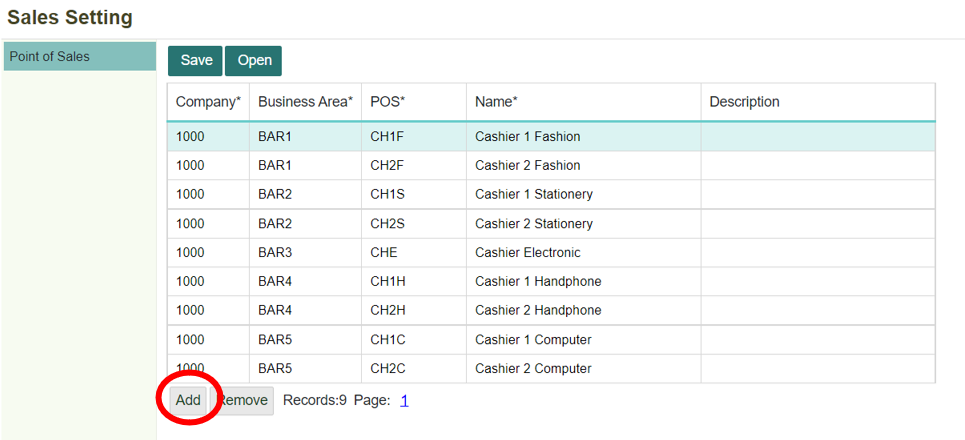 Sales Setting
Point of Sales
Save Open
Company* Business Area* POS* Name* Description
1000 BAR1 CH1F Cashier 1 Fashion
1000 BAR1 CH2F Cashier 2 Fashion
1000 BAR2 CH1S Cashier 1 Stationery
1000 BAR2 CH2S Cashier 2 Stationery
1000 BAR3 CHE Cashier Electronic
1000 BAR4 CH1H Cashier 1 Handphone
1000 BAR4 CH2H Cashier 2 Handphone
1000 BAR5 CH1C Cashier 1 Computer
1000 BAR5 CH2C Cashier 2 Computer
Add Remove Records:9 Page: 1